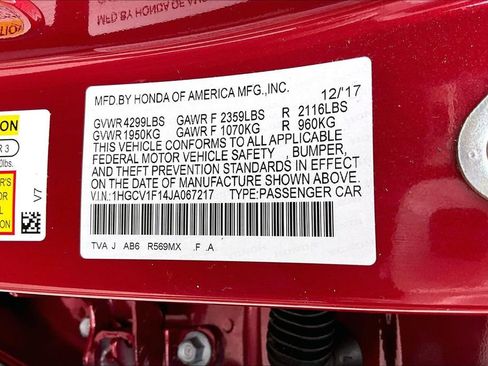 MFD.BY HONDA OF AMERICA MFG.,INC. 12/'17
GVWR 4299LBS GAWR F 2359LBS R 2116LBS
GVWR 1950KG GAWR F 1070KG R 960KG
THIS VEHICLE CONFORMS TO ALL APPLICABLE
FEDERAL MOTOR VEHICLE SAFETY , BUMPER,
AND THEFT PREVENTION STANDARDS IN EFFECT
ON THE DATE OF MANUFACTURE SHOWN ABOVE.
V.I.N.:1HGCV1F14JA067217 TYPE:PASSENGER CAR
TVA J AB6 R569MX .F .A
V7